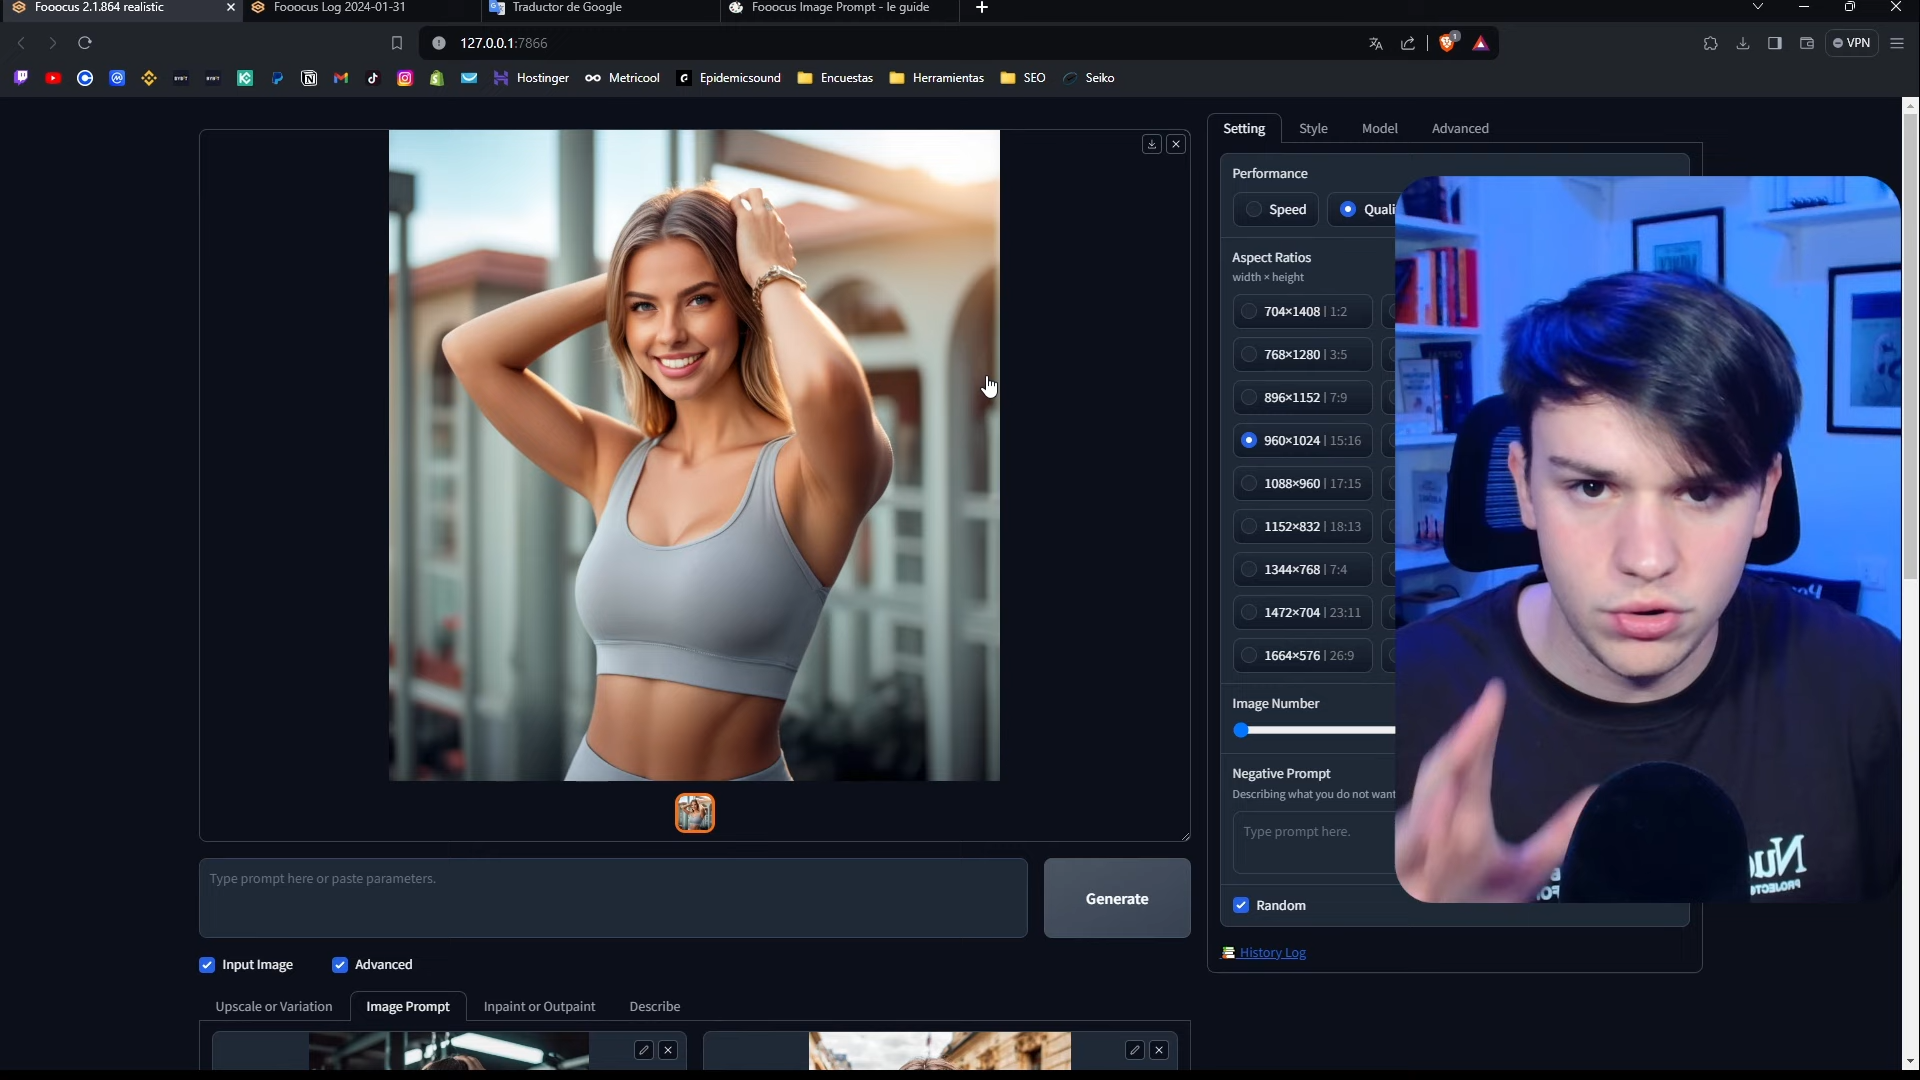 Fooocus 2.1.864 realistic
Fooocus Log 2024-01-31
Traductor de Google
Fooocus Image Prompt - le guide
127.0.0.1:7866
1
VPN
Hostinger
Metricool
Epidemicsound
Encuestas
Herramientas
SEO
Seiko
Setting
Style
Model
Advanced
Performance
Speed
Quali
Aspect Ratios
width × height
704×1408 | 1:2
768×1280 | 3:5
896×1152 | 7:9
960×1024 | 15:16
1088×960 | 17:15
1152×832 | 18:13
1344×768 | 7:4
1472×704 | 23:11
1664×576 | 26:9
Image Number
Negative Prompt
Describing what you do not want
Type prompt here.
Random
History Log
Type prompt here or paste parameters.
Generate
Input Image
Advanced
Upscale or Variation
Image Prompt
Inpaint or Outpaint
Describe